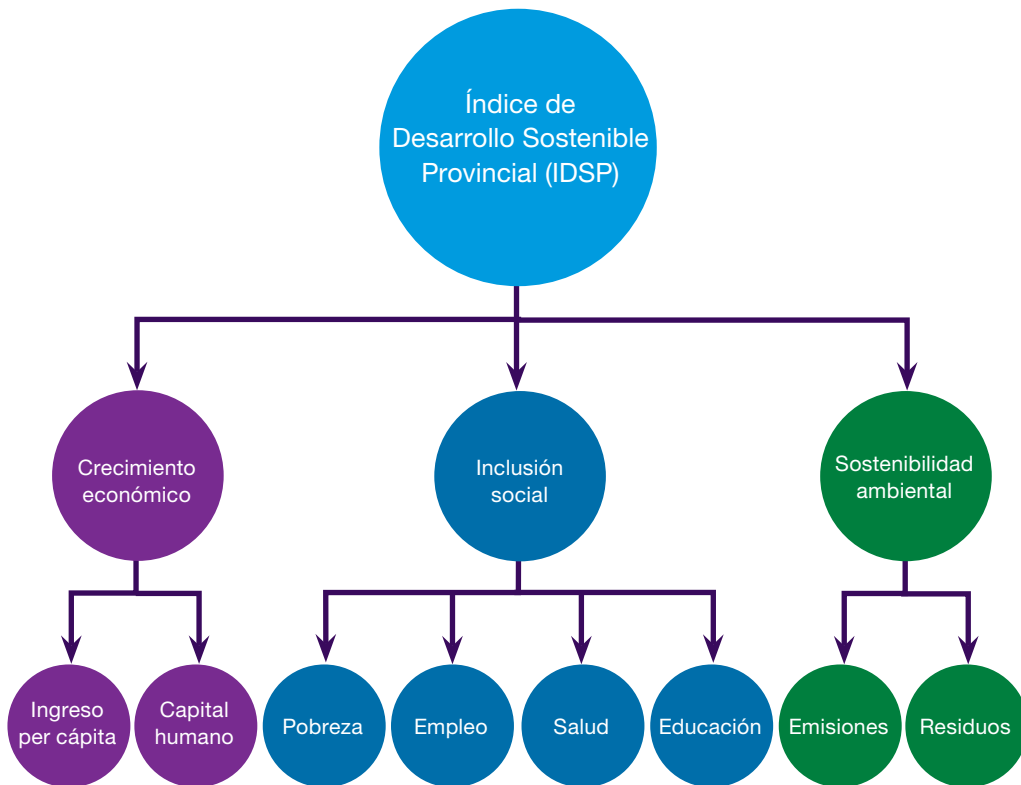 Índice de
Desarrollo Sostenible
Provincial (IDSP)
Crecimiento
económico
Inclusión
social
Sostenibilidad
ambiental
Ingreso
per cápita
Capital
humano
Pobreza
Empleo
Salud
Educación
Emisiones
Residuos